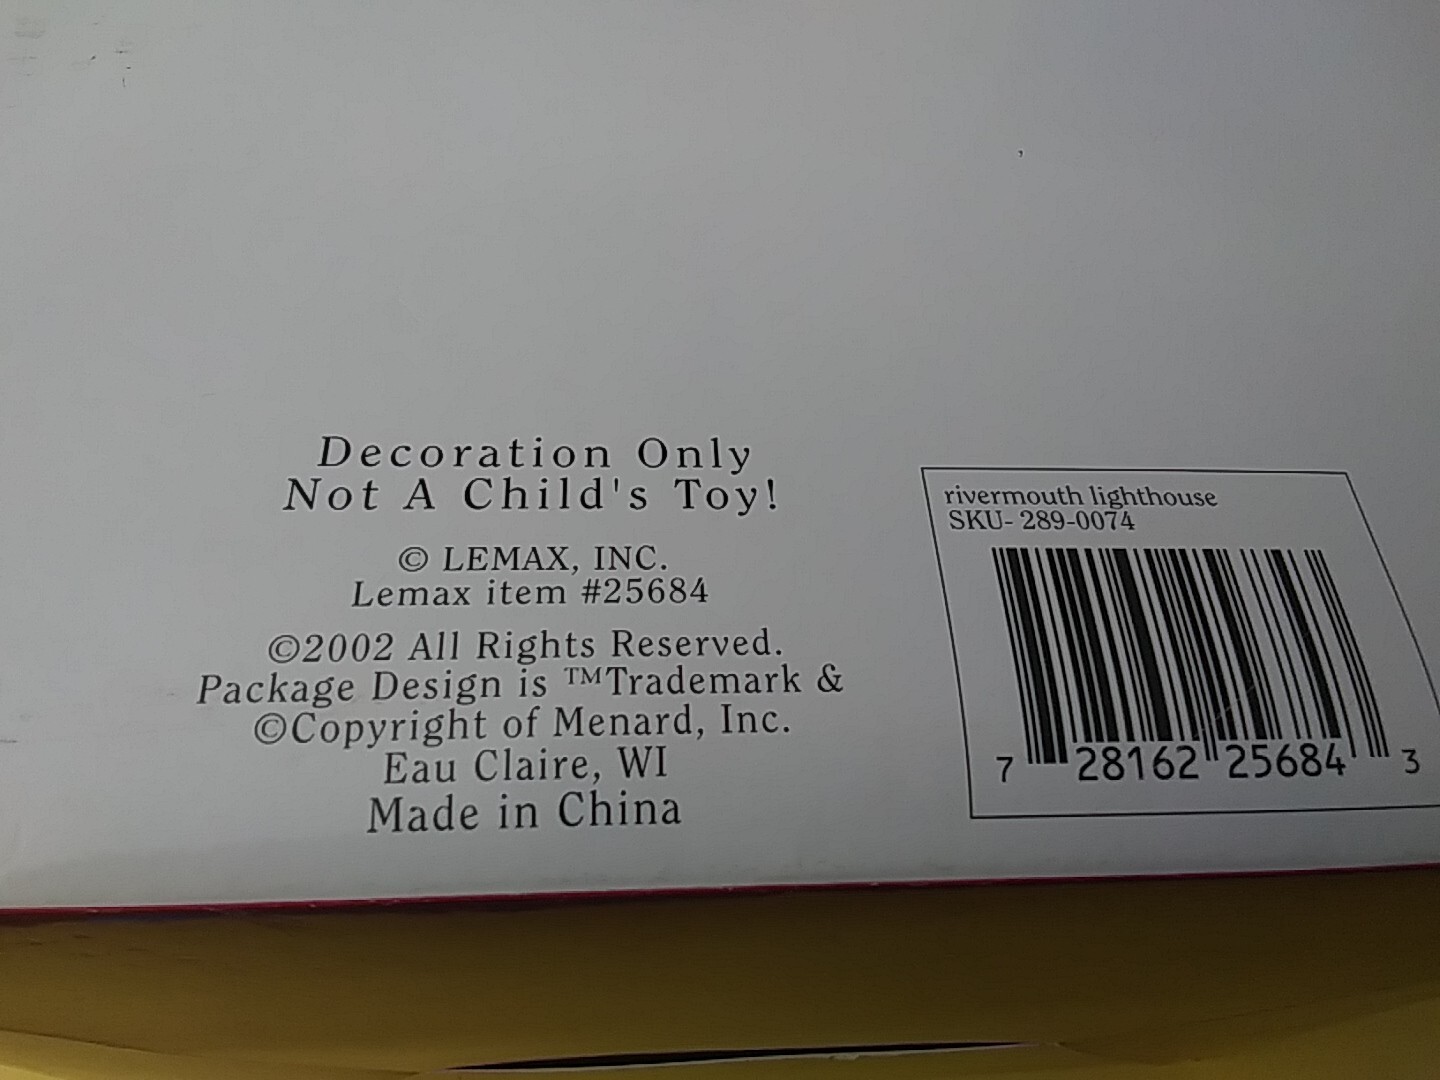 Decoration Only
Not A Child's Toy!
© LEMAX, INC.
Lemax item #25684
©2002 All Rights Reserved.
Package Design is ™Trademark &
©Copyright of Menard, Inc.
Eau Claire, WI
Made in China
rivermouth lighthouse
SKU- 289-0074
7 28162 25684 3